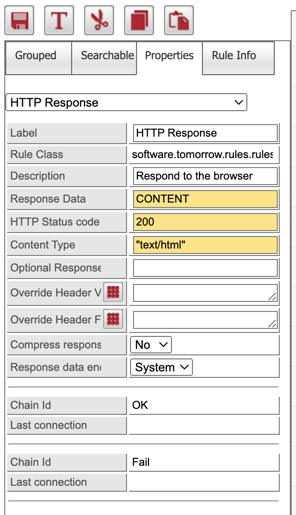 T
Grouped Searchable Properties Rule Info
HTTP Response
Label HTTP Response
Rule Class software.tomorrow.rules.rules
Description Respond to the browser
Response Data CONTENT
HTTP Status code 200
Content Type "text/html"
Optional Response
Override Header V
Override Header F
Compress respons No
Response data end System
Chain Id OK
Last connection
Chain Id Fail
Last connection